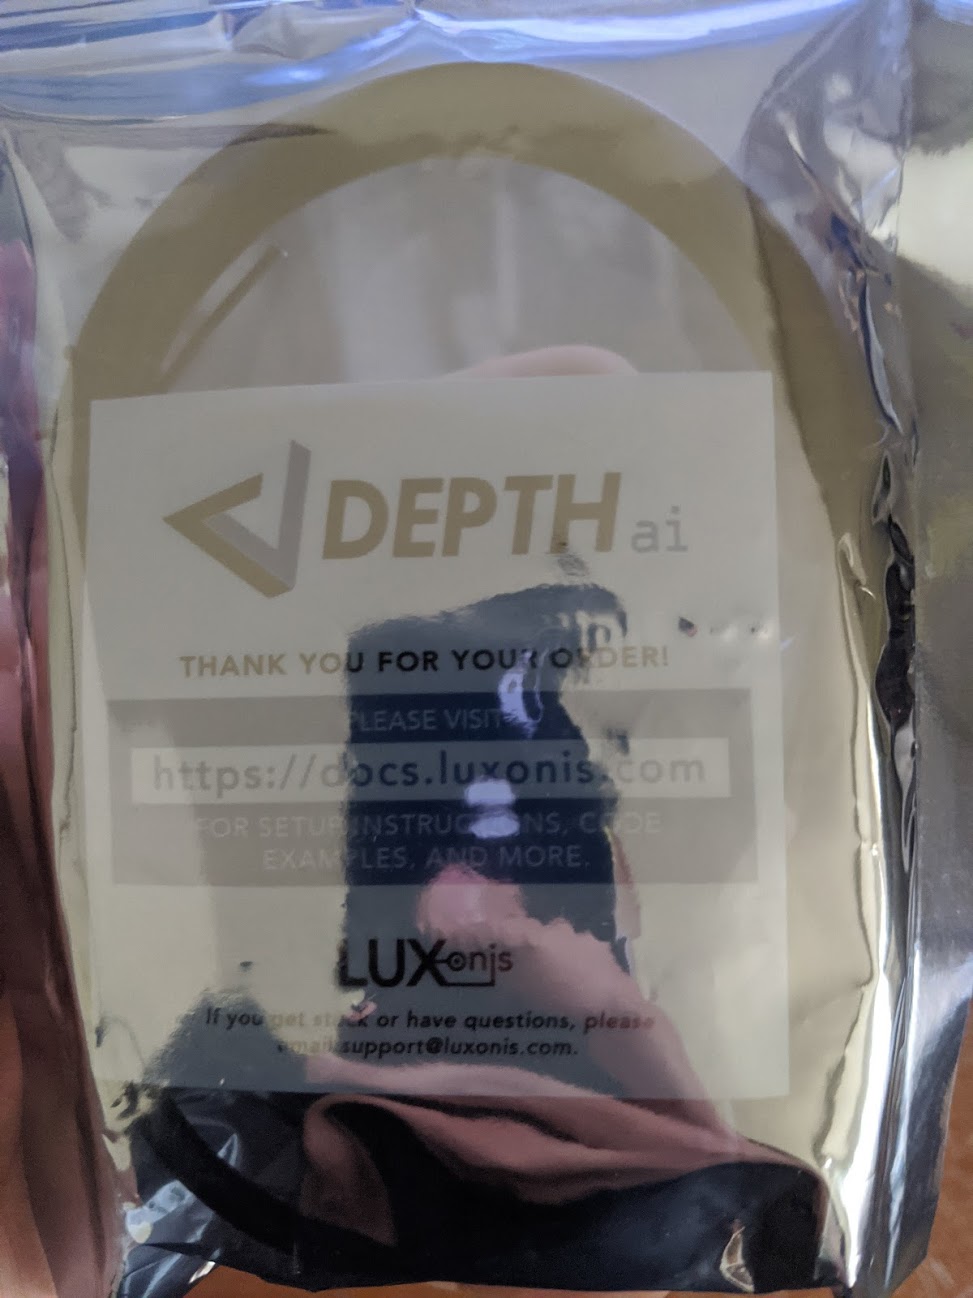 DEPTH ai
THANK YOU FOR YOUR ORDER!
PLEASE VISIT
https://docs.luxonis.com
FOR SETUP INSTRUCTIONS, CODE
EXAMPLES, AND MORE.
LUXonis
If you get stuck or have questions, please
email support@luxonis.com.